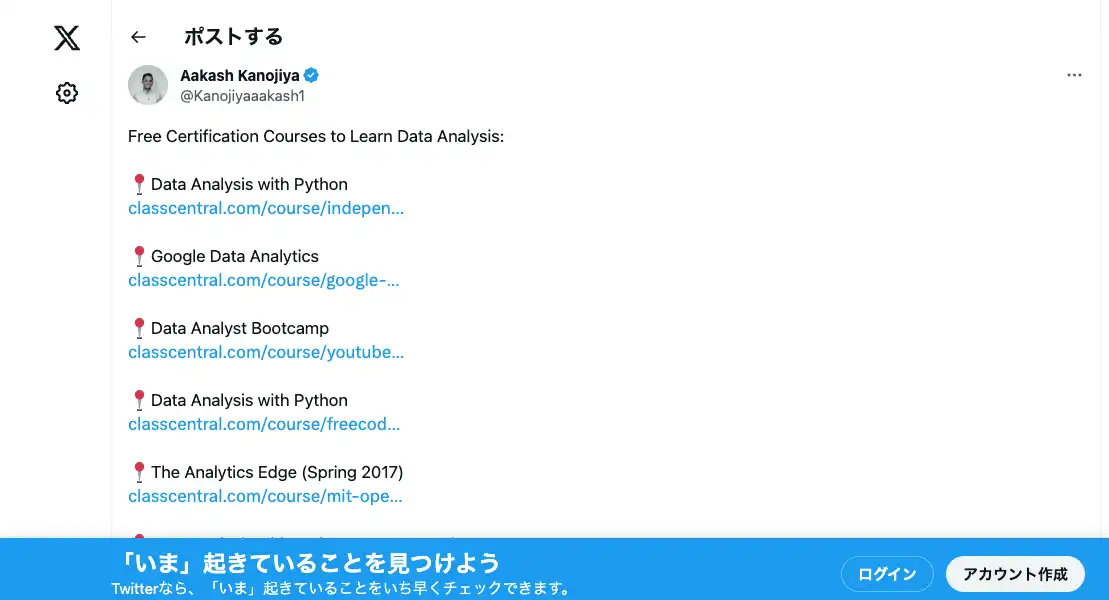 ポストする
Aakash Kanojiya
@Kanojiyaaakash1
Free Certification Courses to Learn Data Analysis:
📍Data Analysis with Python
classcentral.com/course/indepen...
📍Google Data Analytics
classcentral.com/course/google-...
📍Data Analyst Bootcamp
classcentral.com/course/youtube...
📍Data Analysis with Python
classcentral.com/course/freecod...
📍The Analytics Edge (Spring 2017)
classcentral.com/course/mit-ope...
「いま」起きていることを見つけよう
Twitterなら、「いま」起きていることをいち早くチェックできます。
ログイン
アカウント作成